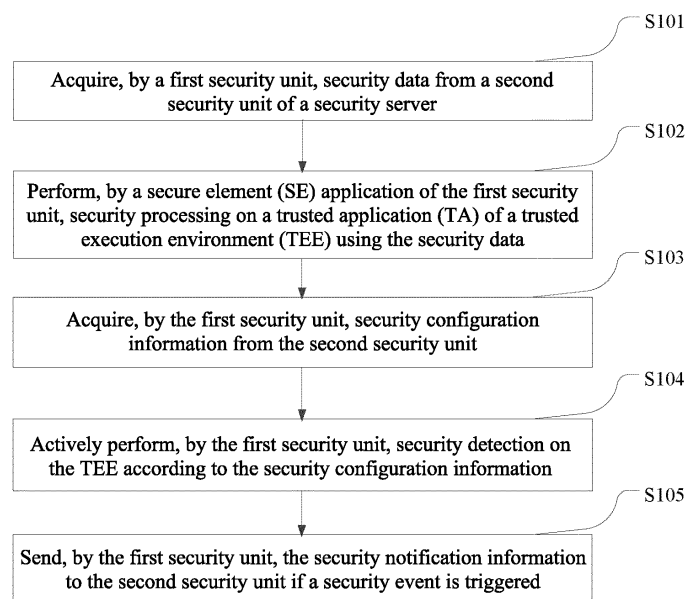 S101
Acquire, by a first security unit, security data from a second
security unit of a security server
S102
Perform, by a secure element (SE) application of the first security
unit, security processing on a trusted application (TA) of a trusted
execution environment (TEE) using the security data
S103
Acquire, by the first security unit, security configuration
information from the second security unit
S104
Actively perform, by the first security unit, security detection on
the TEE according to the security configuration information
S105
Send, by the first security unit, the security notification information
to the second security unit if a security event is triggered